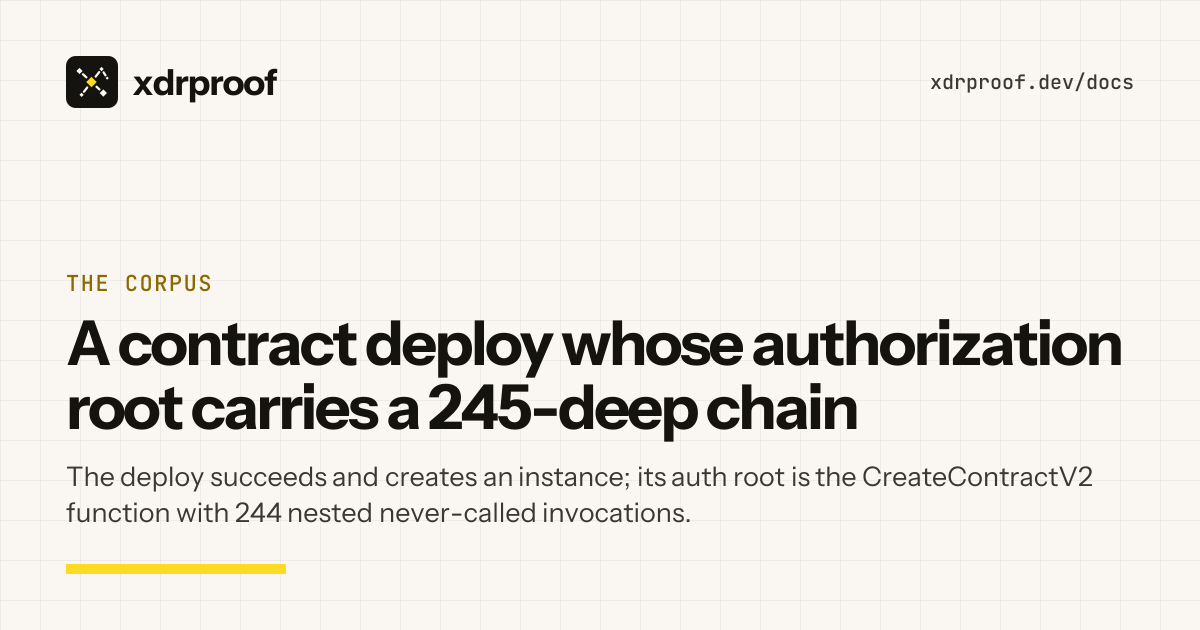 xdrproof
xdrproof.dev/docs
THE CORPUS
A contract deploy whose authorization
root carries a 245-deep chain
The deploy succeeds and creates an instance; its auth root is the CreateContractV2
function with 244 nested never-called invocations.